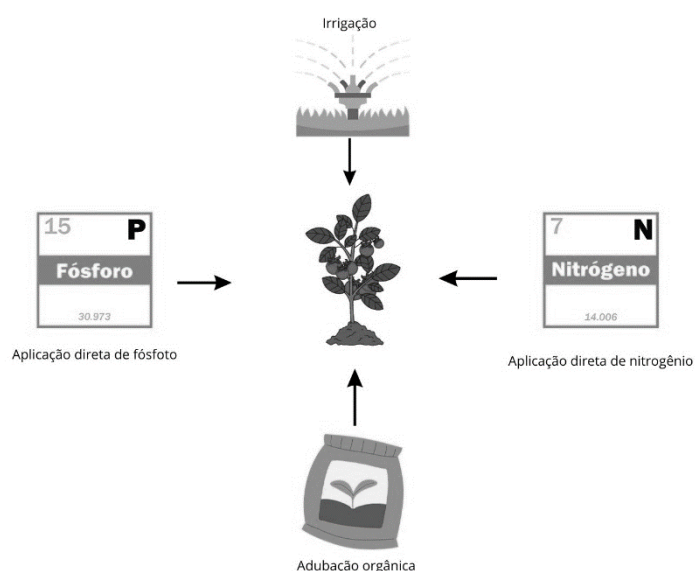 Irrigação
15 P
Fósforo
30.973
Aplicação direta de fósfoto
7 N
Nitrógeno
14.006
Aplicação direta de nitrogênio
Adubação orgânica